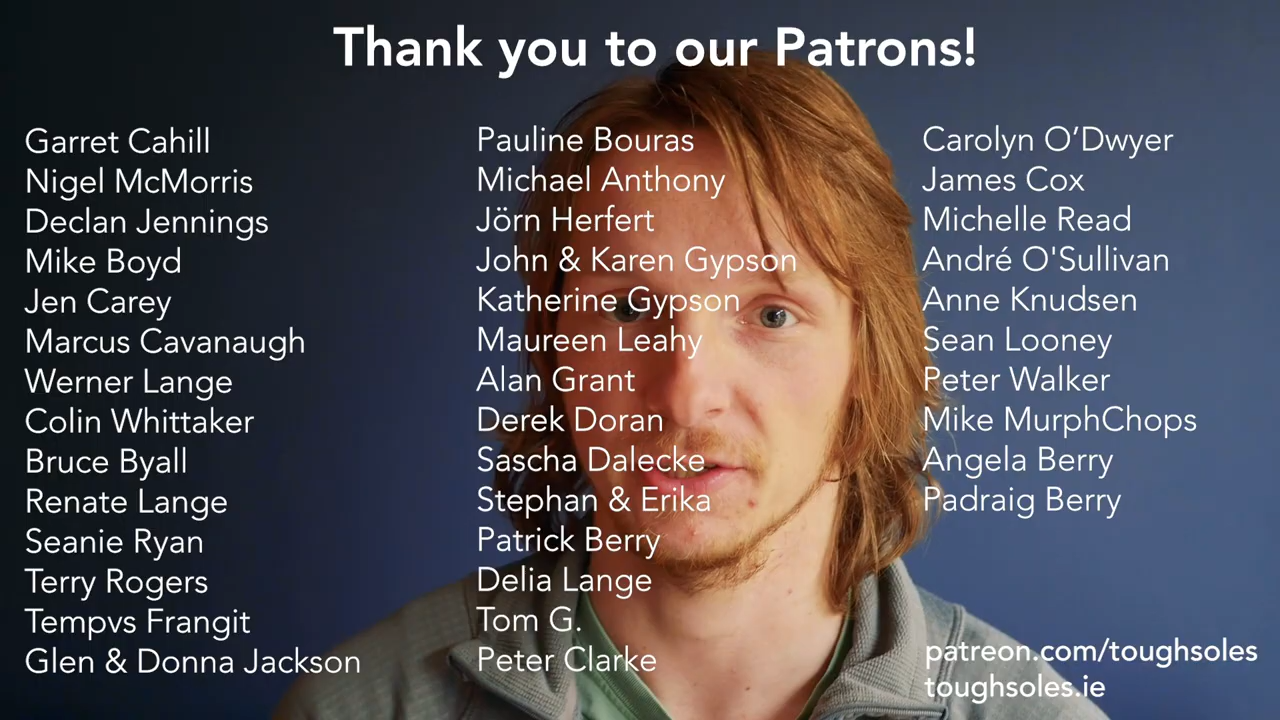 Thank you to our Patrons!
Garret Cahill
Nigel McMorris
Declan Jennings
Mike Boyd
Jen Carey
Marcus Cavanaugh
Werner Lange
Colin Whittaker
Bruce Byall
Renate Lange
Seanie Ryan
Terry Rogers
Tempvs Frangit
Glen & Donna Jackson
Pauline Bouras
Michael Anthony
Jörn Herfert
John & Karen Gypson
Katherine Gypson
Maureen Leahy
Alan Grant
Derek Doran
Sascha Dalecke
Stephan & Erika
Patrick Berry
Delia Lange
Tom G.
Peter Clarke
Carolyn O’Dwyer
James Cox
Michelle Read
André O'Sullivan
Anne Knudsen
Sean Looney
Peter Walker
Mike MurphChops
Angela Berry
Padraig Berry
patreon.com/toughsoles
toughsoles.ie